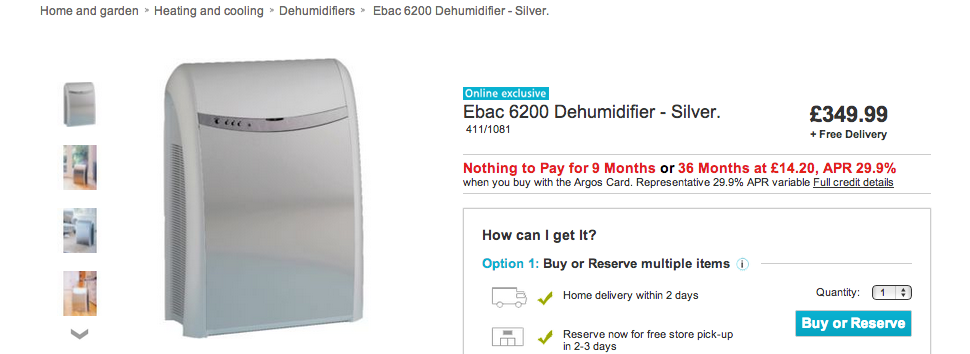 Home and garden > Heating and cooling > Dehumidifiers > Ebac 6200 Dehumidifier - Silver.
Online exclusive
Ebac 6200 Dehumidifier - Silver.
411/1081
£349.99
+ Free Delivery
Nothing to Pay for 9 Months or 36 Months at £14.20, APR 29.9%
when you buy with the Argos Card. Representative 29.9% APR variable Full credit details
How can I get It?
Option 1: Buy or Reserve multiple items i
Home delivery within 2 days
Quantity: 1
Buy or Reserve
Reserve now for free store pick-up
in 2-3 days